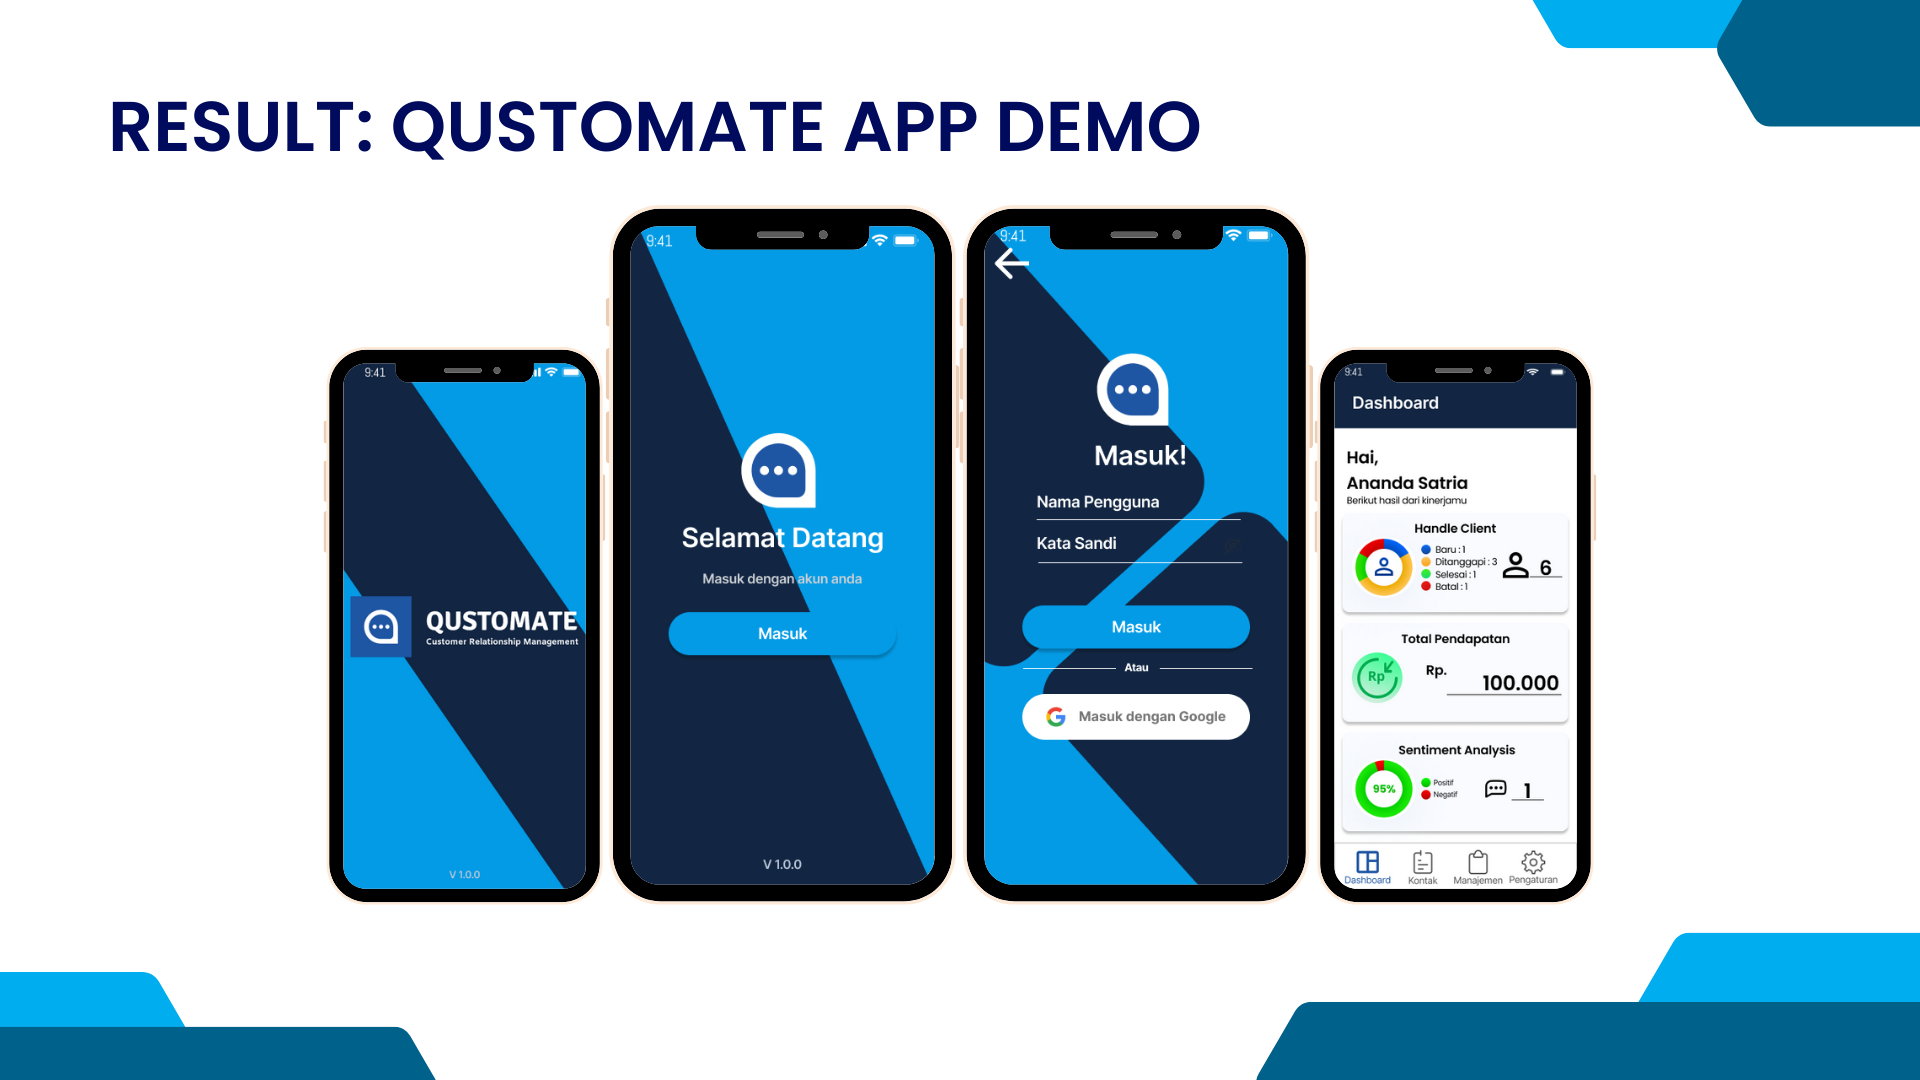 RESULT: QUSTOMATE APP DEMO
9:41
QUSTOMATE
Customer Relationship Management
V 1.0.0
9:41
Selamat Datang
Masuk dengan akun anda
Masuk
V 1.0.0
9:41
Masuk!
Nama Pengguna
Kata Sandi
Masuk
Atau
G Masuk dengan Google
9:41
Dashboard
Hai,
Ananda Satria
Berikut hasil dari kinerjamu
Handle Client
Baru : 1
Ditanggapi : 3
Selesai : 1
Batal : 1
6
Total Pendapatan
Rp
Rp.
100.000
Sentiment Analysis
95%
Positif
Negatif
1
Dashboard
Kontak
Manajemen
Pengaturan